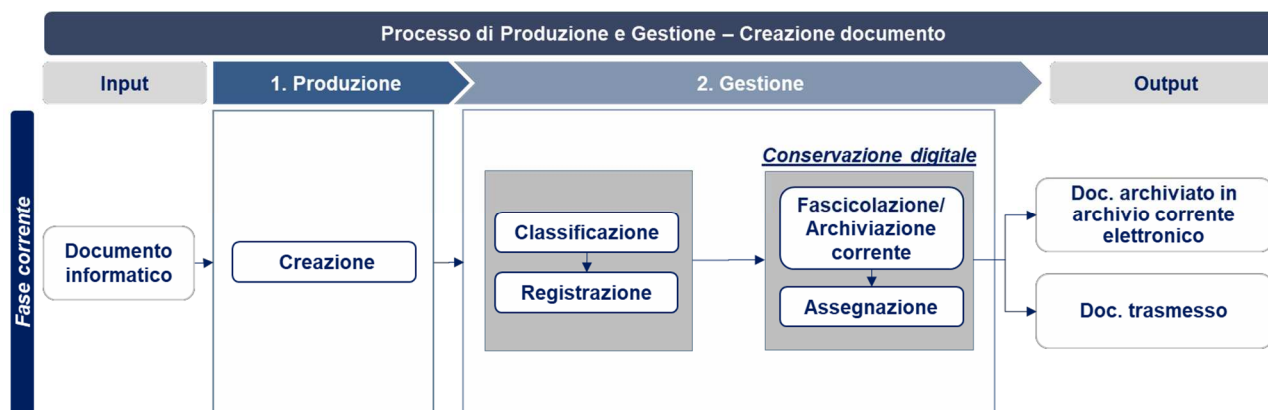 Processo di Produzione e Gestione – Creazione documento
Input
1. Produzione
2. Gestione
Output
Fase corrente
Documento
informatico
Creazione
Classificazione
Registrazione
Conservazione digitale
Fascicolazione/
Archiviazione
corrente
Assegnazione
Doc. archiviato in
archivio corrente
elettronico
Doc. trasmesso